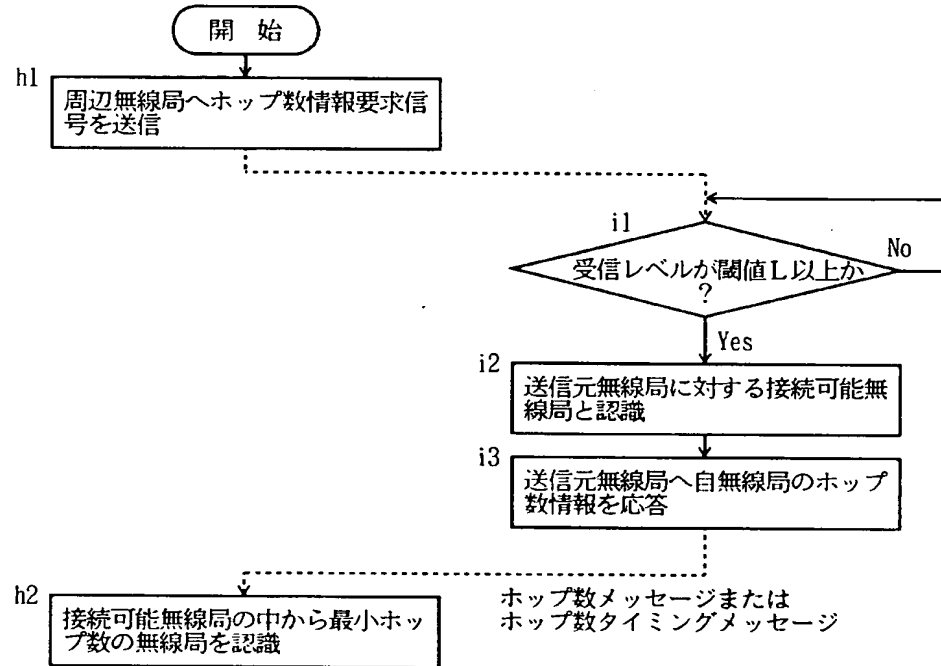 開 始
h1
周辺無線局へホップ数情報要求信
号を送信
i1
受信レベルが閾値L以上か
?
No
Yes
i2
送信元無線局に対する接続可能無
線局と認識
i3
送信元無線局へ自無線局のホップ
数情報を応答
h2
接続可能無線局の中から最小ホッ
プ数の無線局を認識
ホップ数メッセージまたは
ホップ数タイミングメッセージ